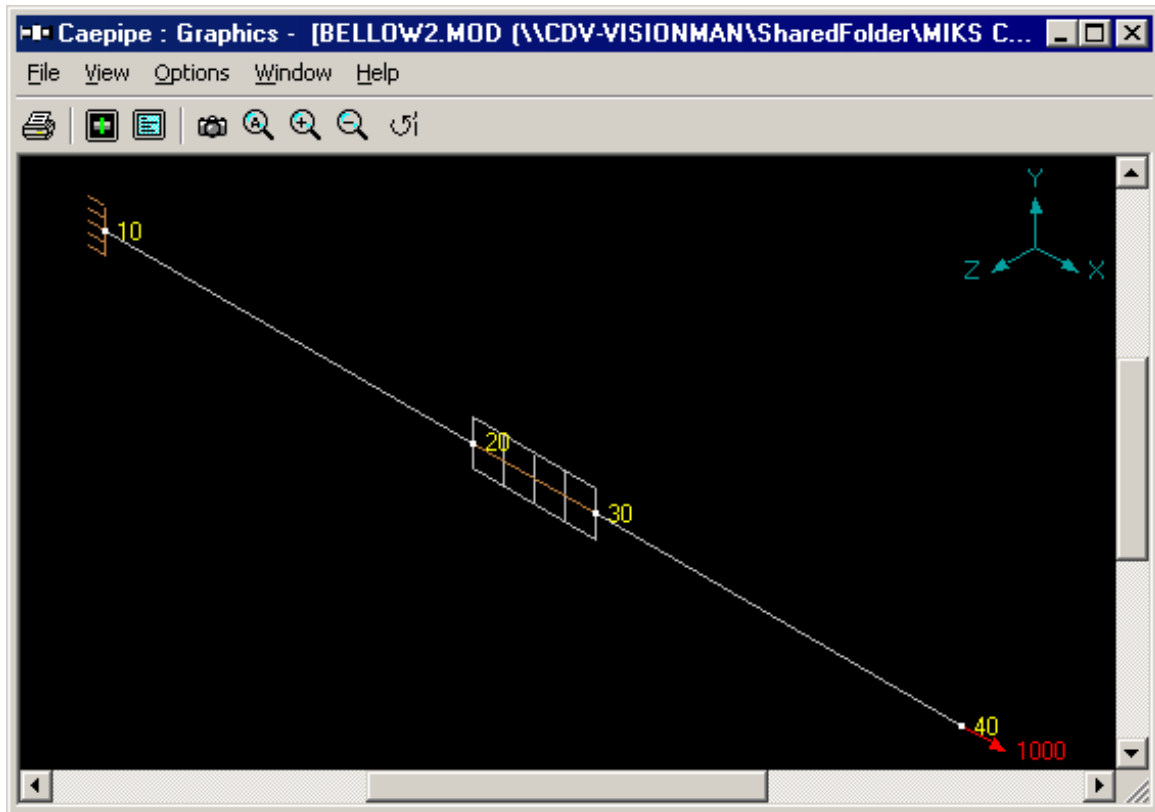 Caepipe : Graphics - [BELLOW2.MOD (\\CDV-VISIONMAN\SharedFolder\MIKS C...
File View Options Window Help
Y
Z X
10
20
30
40
1000